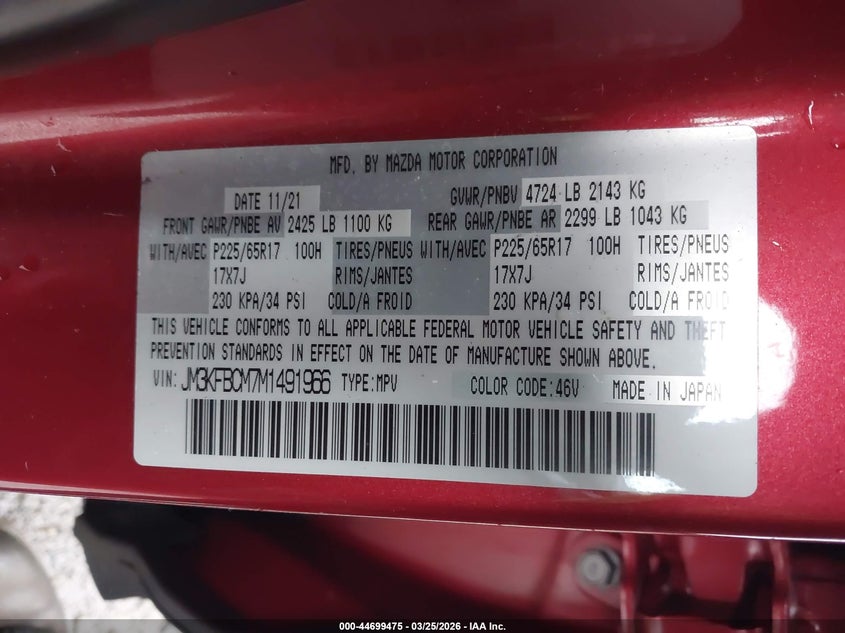 MFD. BY MAZDA MOTOR CORPORATION
DATE 11/21 GVWR/PNBV 4724 LB 2143 KG
FRONT GAWR/PNBE AV 2425 LB 1100 KG REAR GAWR/PNBE AR 2299 LB 1043 KG
WITH/AVEC P225/65R17 100H TIRES/PNEUS WITH/AVEC P225/65R17 100H TIRES/PNEUS
17X7J RIMS/JANTES 17X7J RIMS/JANTES
230 KPA/34 PSI COLD/A FROID 230 KPA/34 PSI COLD/A FROID
THIS VEHICLE CONFORMS TO ALL APPLICABLE FEDERAL MOTOR VEHICLE SAFETY AND THEFT
PREVENTION STANDARDS IN EFFECT ON THE DATE OF MANUFACTURE SHOWN ABOVE.
VIN: JM3KFBCM7M1491966 TYPE:MPV COLOR CODE:46V MADE IN JAPAN
000-44699475 — 03/25/2026 — IAA Inc.